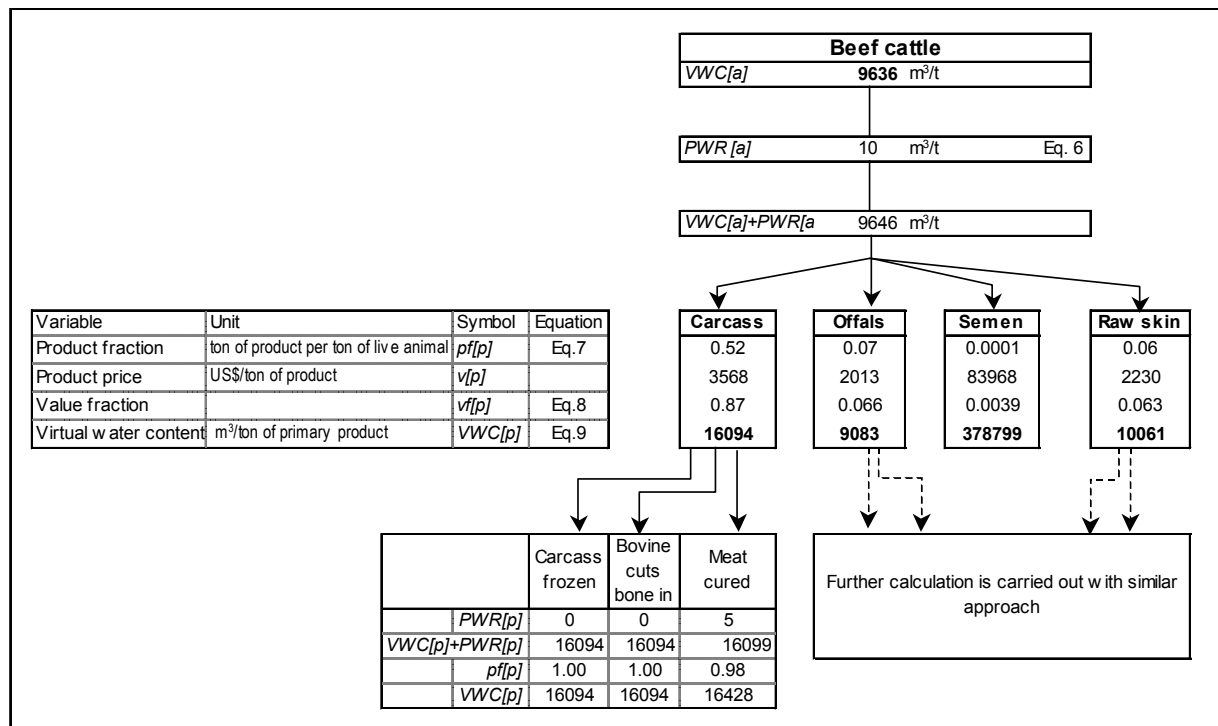 Beef cattle
VWC[a] 9636 m³/t
PWR [a] 10 m³/t Eq. 6
VWC[a]+PWR[a 9646 m³/t
Variable Unit Symbol Equation
Product fraction ton of product per ton of live animal pf[p] Eq.7
Product price US$/ton of product v[p]
Value fraction vf[p] Eq.8
Virtual water content m³/ton of primary product VWC[p] Eq.9
Carcass Offals Semen Raw skin
0.52 0.07 0.0001 0.06
3568 2013 83968 2230
0.87 0.066 0.0039 0.063
16094 9083 378799 10061
Carcass frozen
Bovine cuts bone in
Meat cured
PWR[p] 0 0 5
VWC[p]+PWR[p] 16094 16094 16099
pf[p] 1.00 1.00 0.98
VWC[p] 16094 16094 16428
Further calculation is carried out with similar
approach